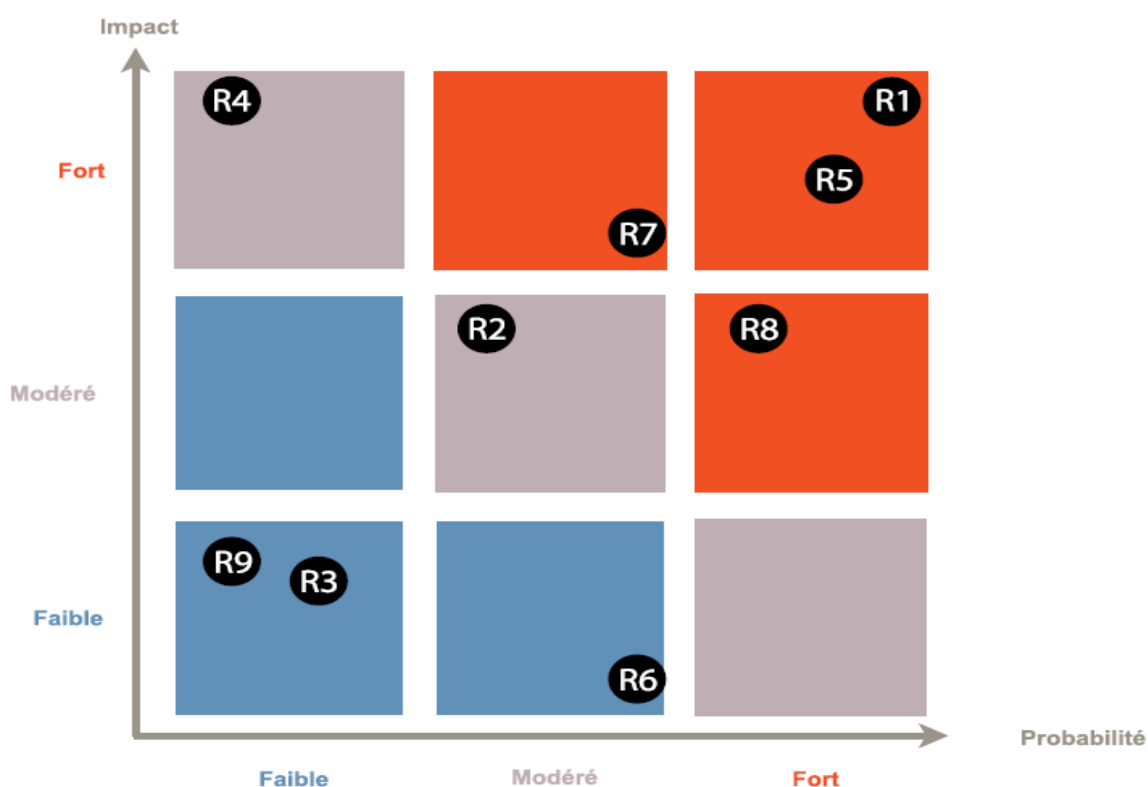 Impact
R4
R1
Fort
R5
R7
R2
R8
Modéré
R9
R3
Faible
R6
Probabilité
Faible
Modéré
Fort